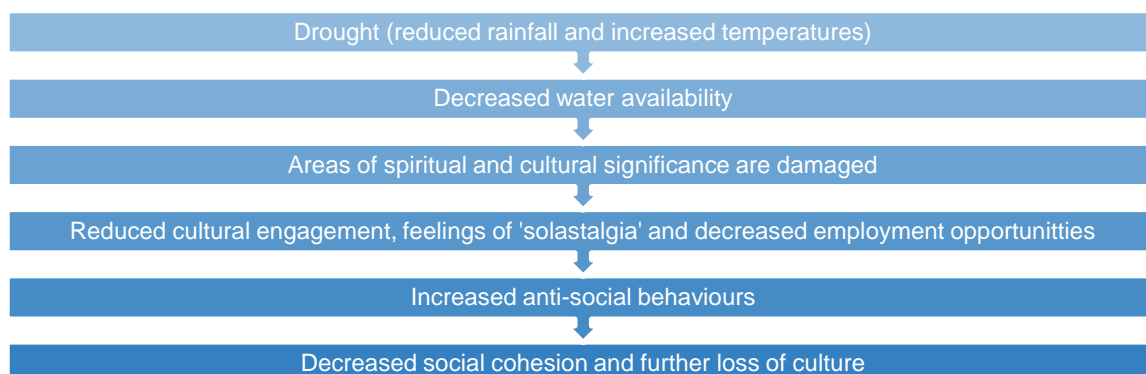 Drought (reduced rainfall and increased temperatures)
Decreased water availability
Areas of spiritual and cultural significance are damaged
Reduced cultural engagement, feelings of 'solastalgia' and decreased employment opportunitties
Increased anti-social behaviours
Decreased social cohesion and further loss of culture